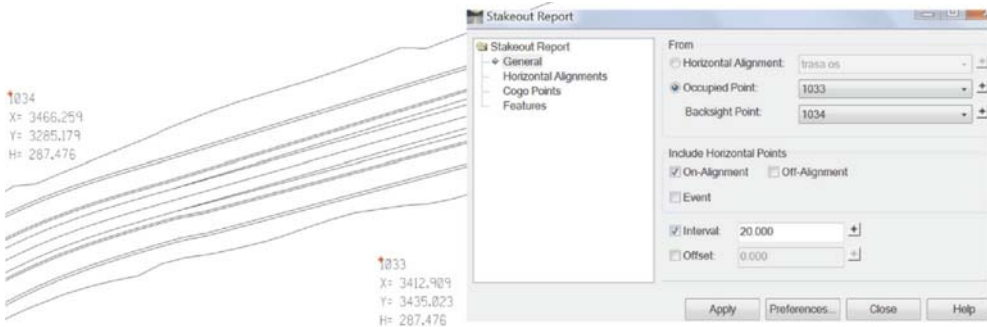 1034
X= 3466.259
Y= 3285.179
H= 287.476
1033
X= 3412.909
Y= 3435.023
H= 287.476
Stakeout Report
Stakeout Report
General
Horizontal Alignments
Cogo Points
Features
From
Horizontal Alignment: trasa os
Occupied Point: 1033
Backsight Point: 1034
Include Horizontal Points
On-Alignment Off-Alignment
Event
Interval: 20.000
Offset: 0.000
Apply Preferences... Close Help